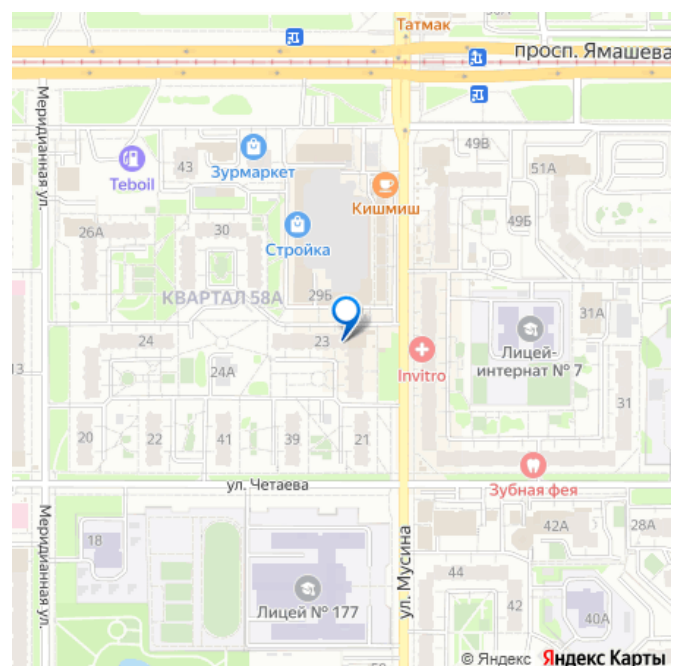 Татмак
просп. Ямашева
Меридианная ул.
43
Зурмаркет
49В
51А
Teboil
Кишмиш
26А
30
Стройка
49Б
КВАРТАЛ 58А
29Б
31А
Лицей-
интернат № 7
24
23
Invitro
13
24А
31
20
22
41
39
21
ул. Четаева
Зубная фея
Меридианная ул.
18
42А
28А
ул. Мусина
44
Лицей № 177
42
40А
© Яндекс Яндекс Карты